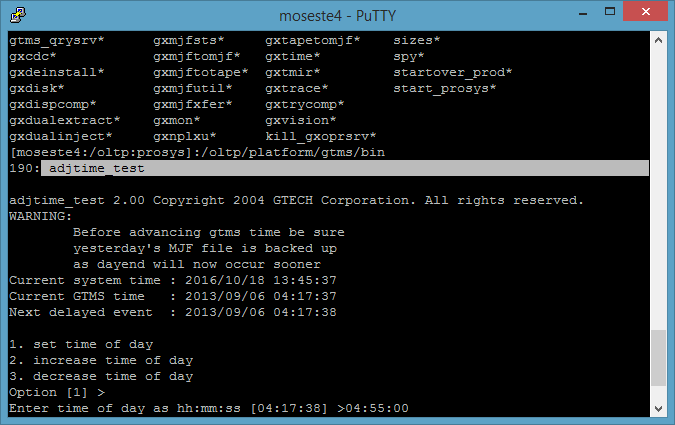 moseste4 - PuTTY
gtms_qrysrv* gxmjfsts* gxtapetomjf* sizes*
gxcdc* gxmjftomjf* gxtime* spy*
gxdeinstall* gxmjftotape* gxtmir* startover_prod*
gxdisk* gxmjfutil* gxtrace* start_prosys*
gxdispcomp* gxmjfxfer* gxtrycomp*
gxdualextract* gxmon* gxvision*
gxdualinject* gxnplxu* kill_gxoprsrv*
[moseste4:/oltp:prosys]:/oltp/platform/gtms/bin
190: adjtime_test
adjtime_test 2.00 Copyright 2004 GTECH Corporation. All rights reserved.
WARNING:
Before advancing gtms time be sure
yesterday's MJF file is backed up
as dayend will now occur sooner
Current system time : 2016/10/18 13:45:37
Current GTMS time : 2013/09/06 04:17:37
Next delayed event : 2013/09/06 04:17:38
1. set time of day
2. increase time of day
3. decrease time of day
Option [1] >
Enter time of day as hh:mm:ss [04:17:38] >04:55:00